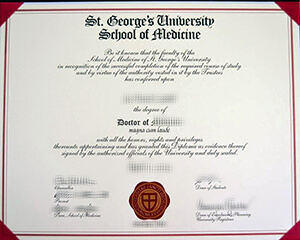 St. George's University
School of Medicine
Be it known that the faculty of the
School of Medicine of St. George's University
in recognition of the successful completion of the required course of study
and by virtue of the authority vested in it by the Trustees
has conferred upon
the degree of
Doctor of
magna cum laude
with all the honors, rights and privileges
thereunto appertaining and has granted this Diploma as evidence thereof
signed by the authorized officials of the University and duly sealed.
Chancellor
Dean of Students
Dean, School of Medicine
Registrar